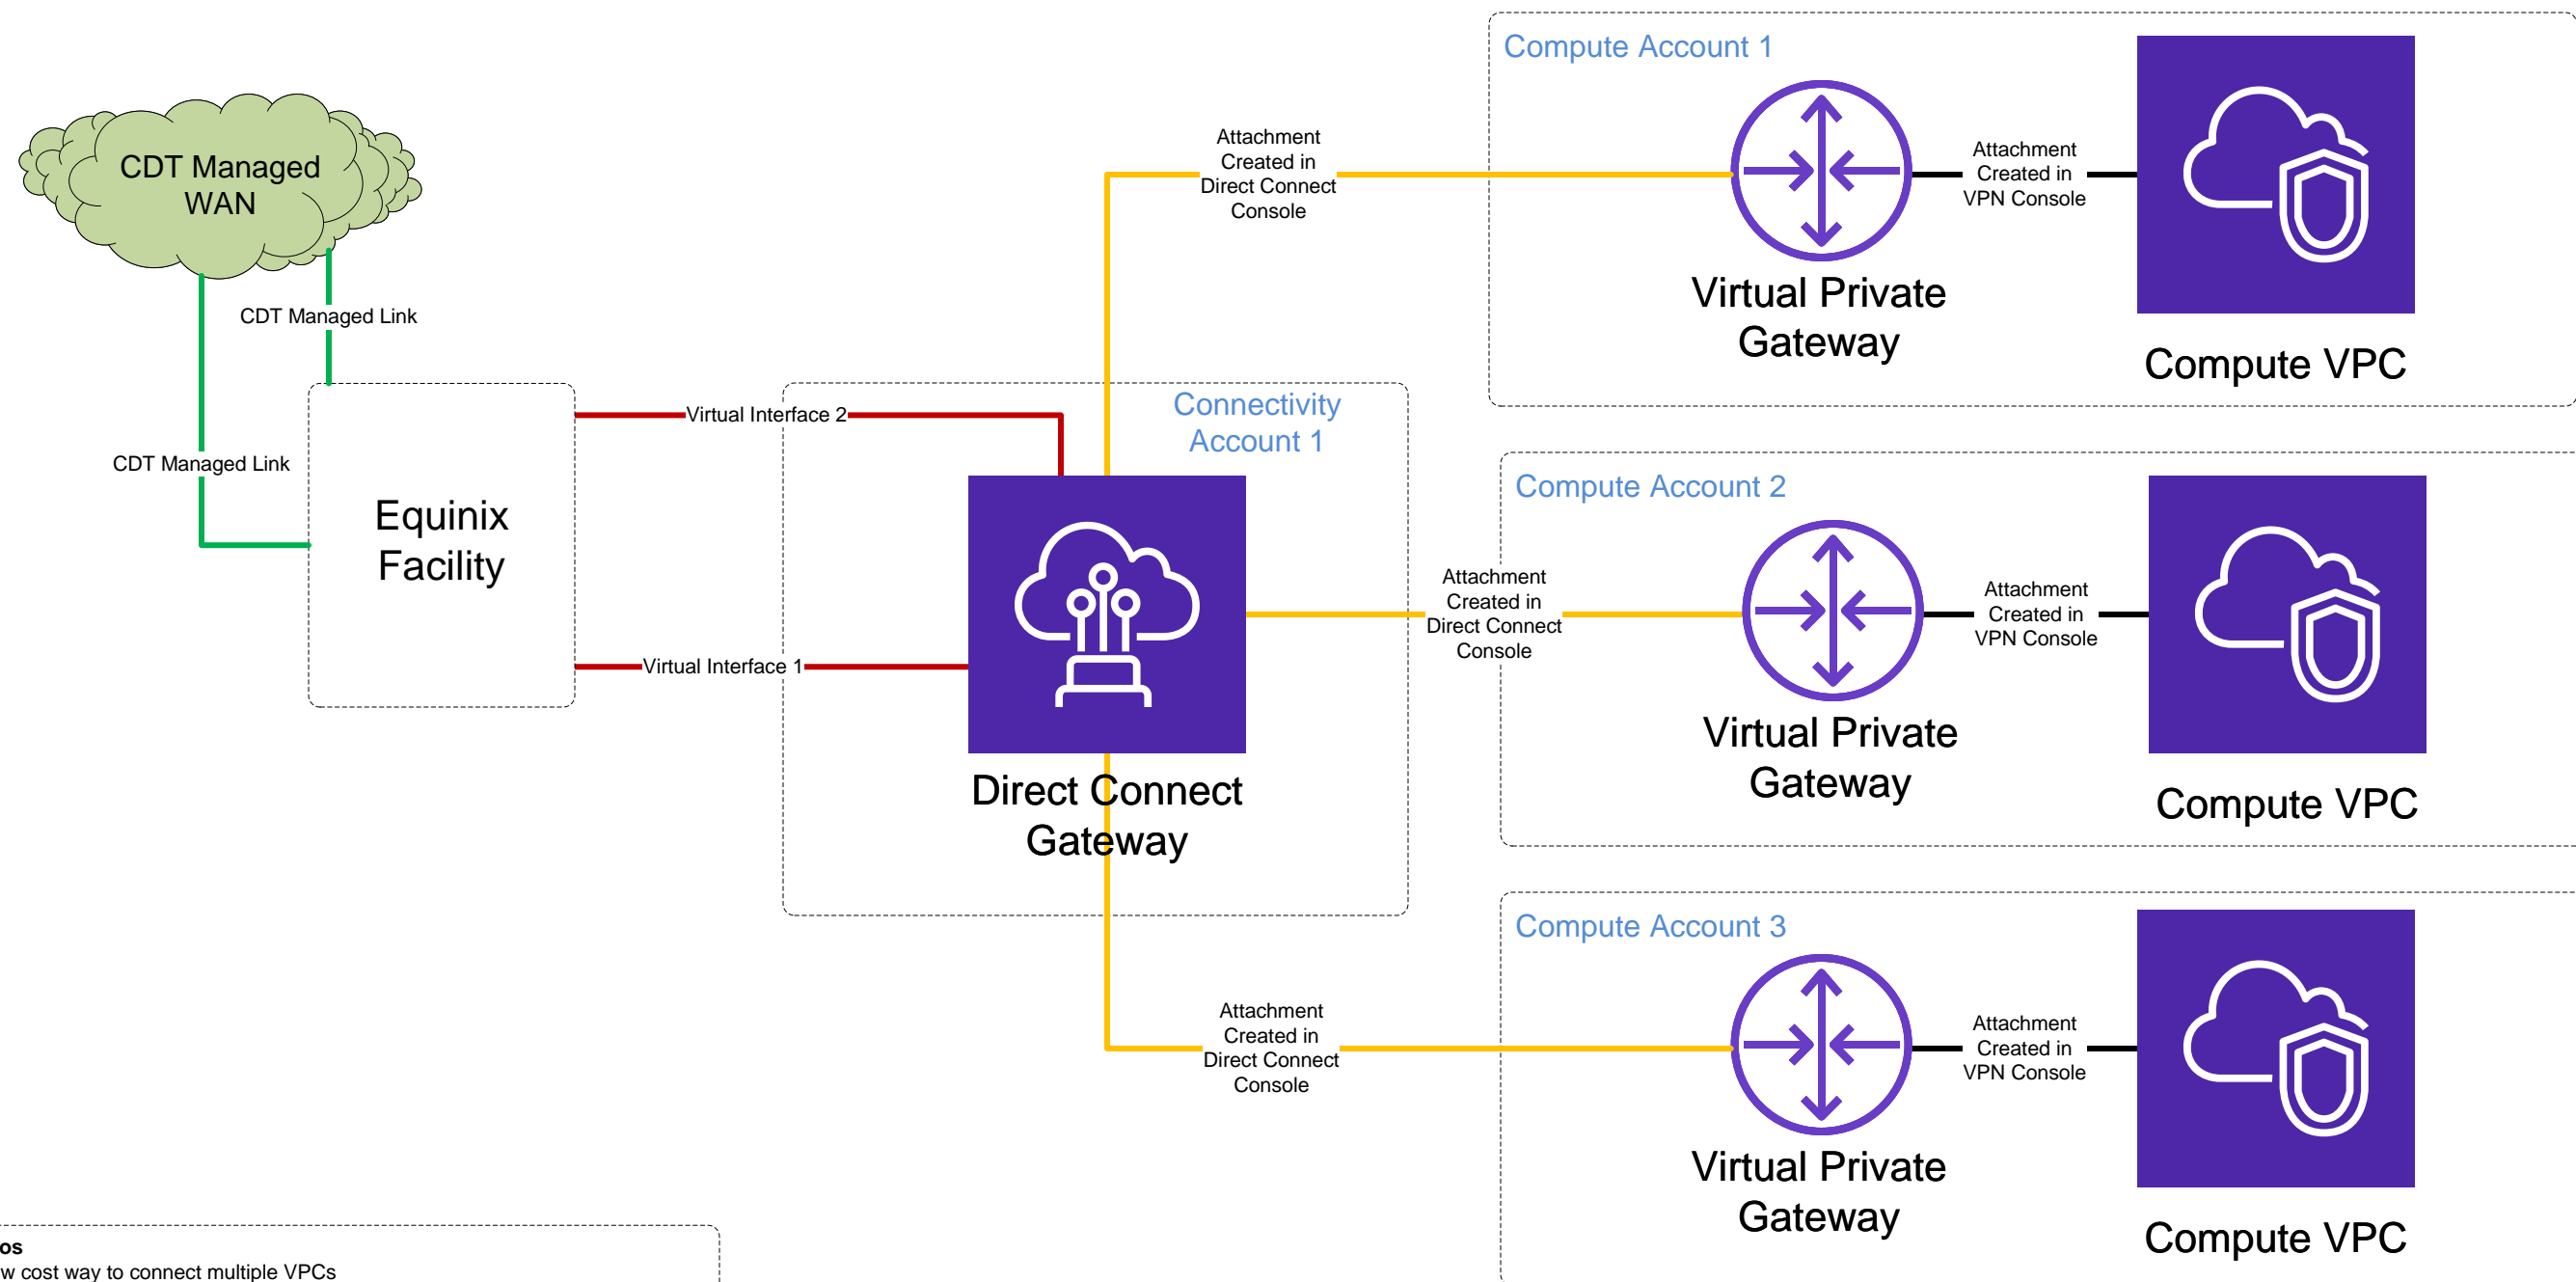 CDT Managed
WAN
CDT Managed Link
CDT Managed Link
Equinix
Facility
Virtual Interface 2
Virtual Interface 1
Connectivity
Account 1
Direct Connect
Gateway
Attachment
Created in
Direct Connect
Console
Compute Account 1
Virtual Private
Gateway
Attachment
Created in
VPN Console
Compute VPC
Attachment
Created in
Direct Connect
Console
Compute Account 2
Virtual Private
Gateway
Attachment
Created in
VPN Console
Compute VPC
Attachment
Created in
Direct Connect
Console
Compute Account 3
Virtual Private
Gateway
Attachment
Created in
VPN Console
Compute VPC
cost way to connect multiple VPCs